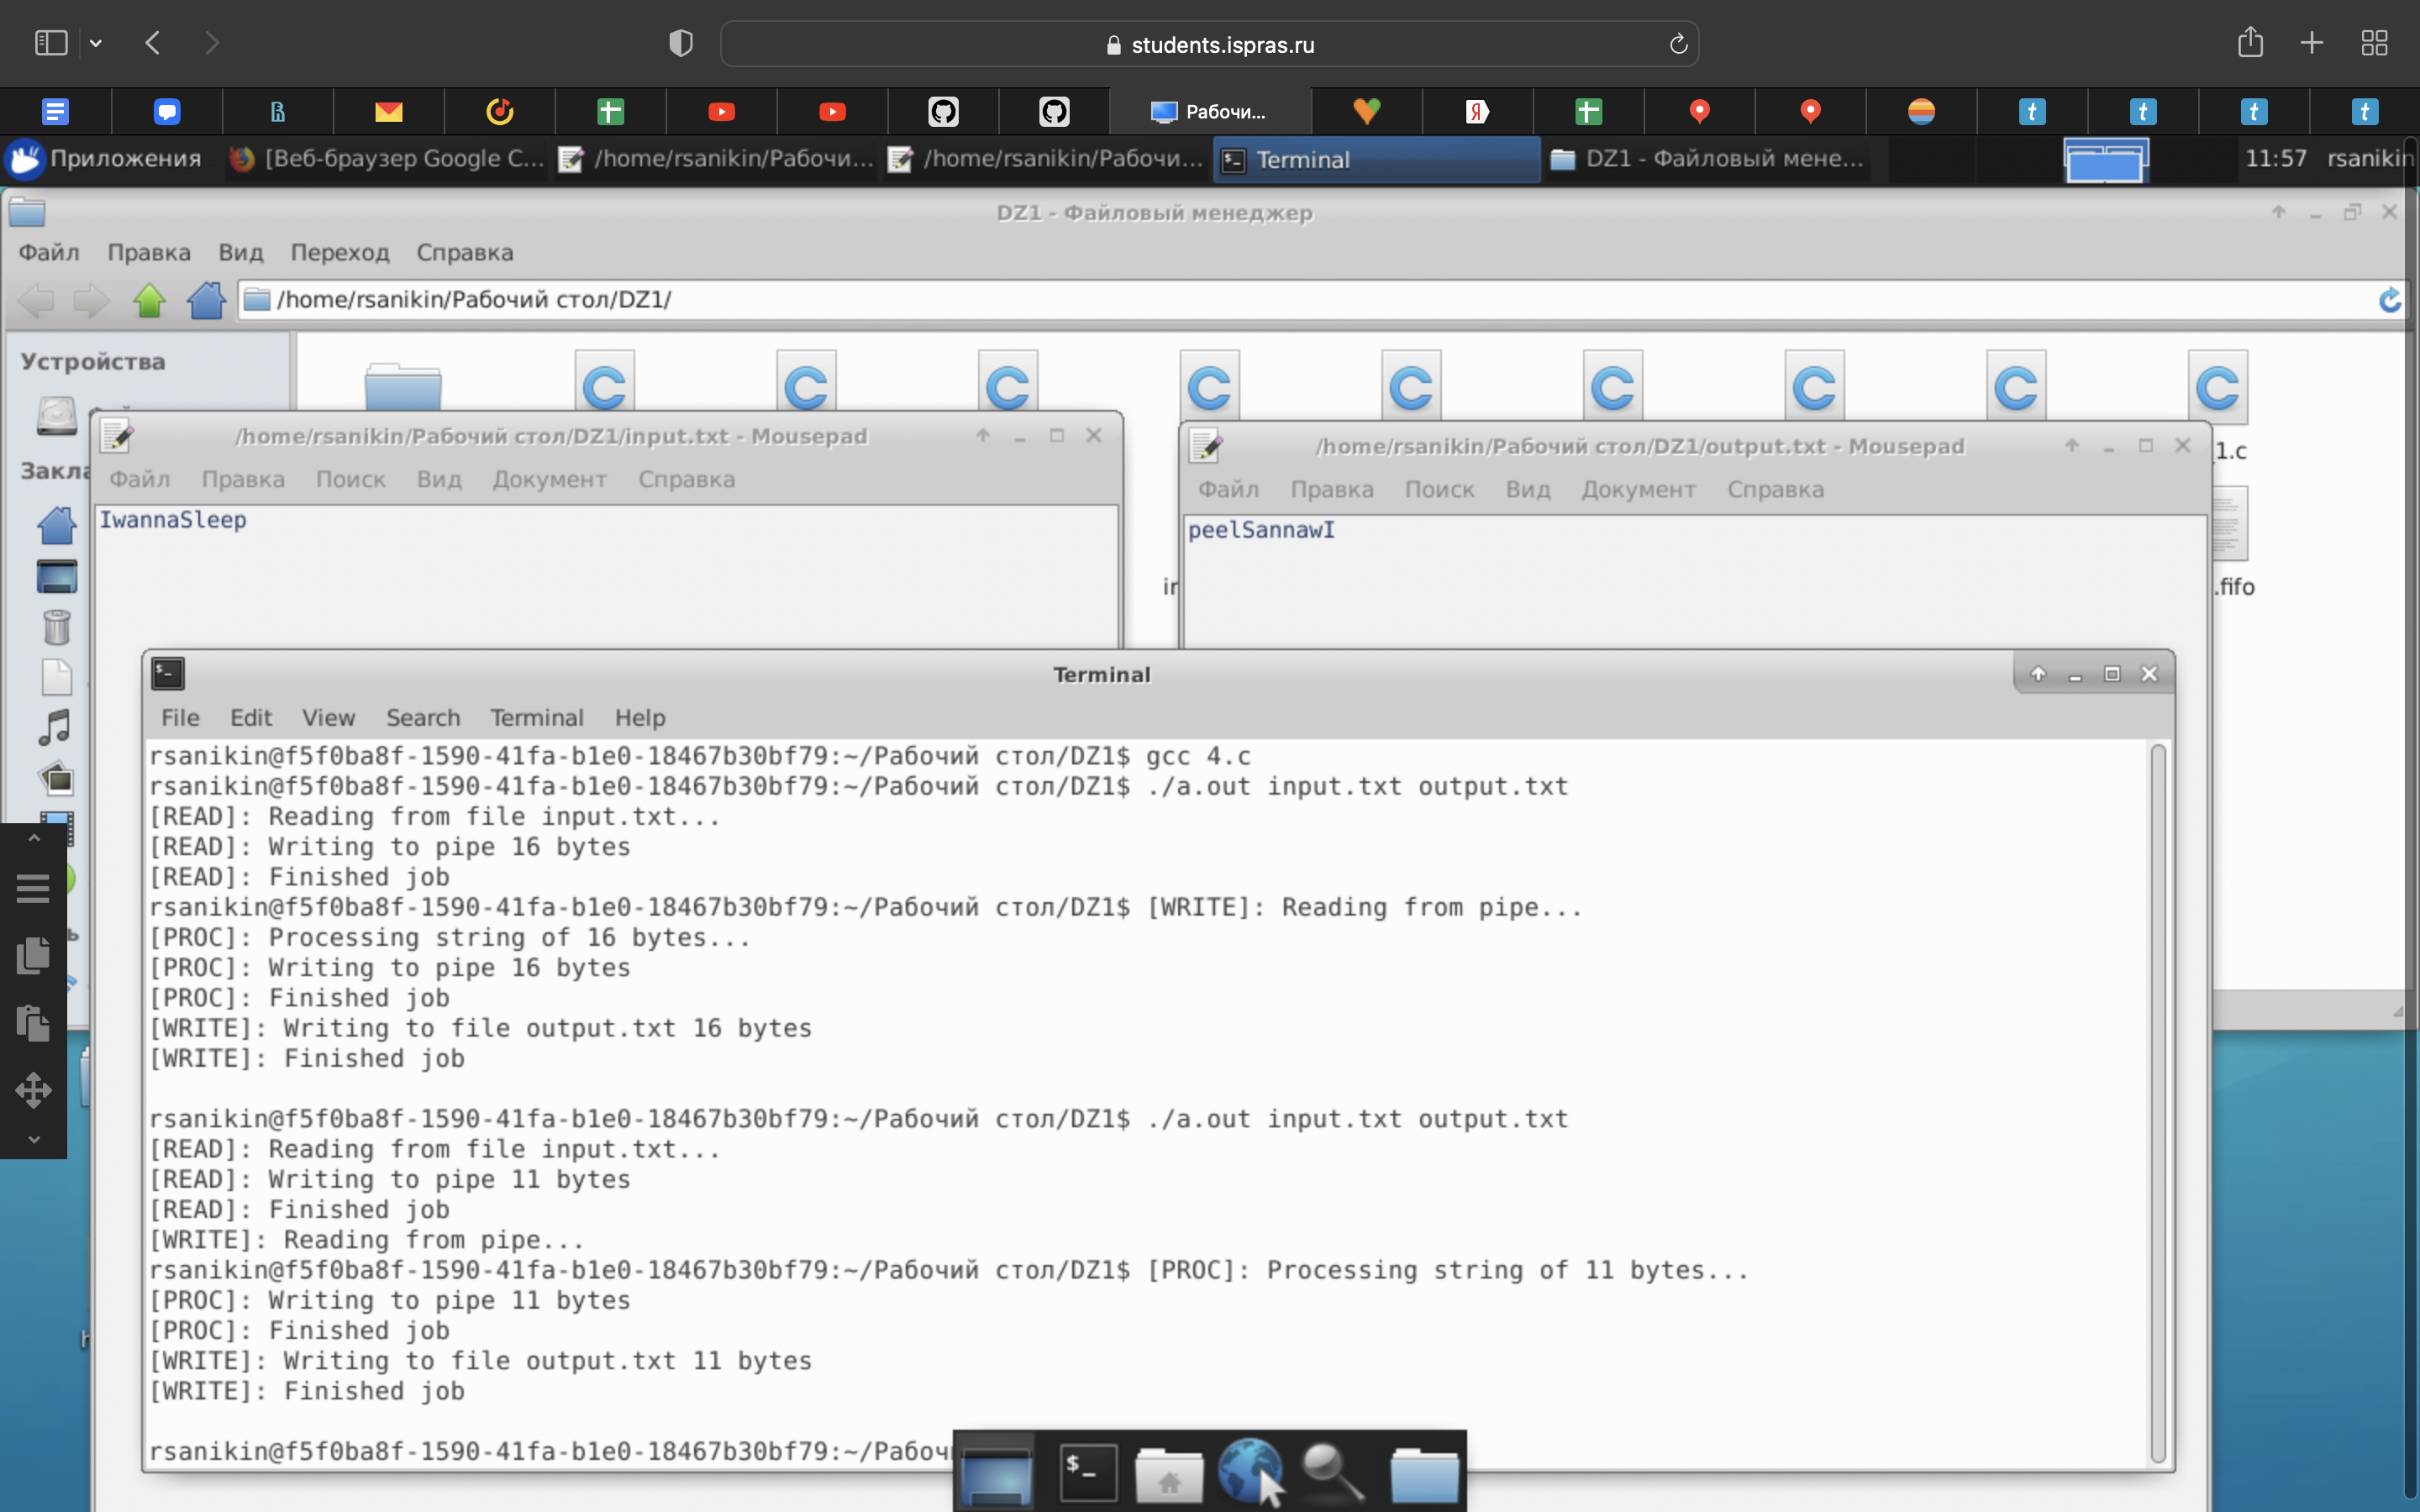 students.ispras.ru
Рабочи...
Приложения
[Веб-браузер Google C...
/home/rsanikin/Рабочи...
/home/rsanikin/Рабочи...
Terminal
DZ1 - Файловый мене...
11:57
rsanikin
DZ1 - Файловый менеджер
Файл Правка Вид Переход Справка
/home/rsanikin/Рабочий стол/DZ1/
Устройства
/home/rsanikin/Рабочий стол/DZ1/input.txt - Mousepad
Файл Правка Поиск Вид Документ Справка
IwannaSleep
/home/rsanikin/Рабочий стол/DZ1/output.txt - Mousepad
Файл Правка Поиск Вид Документ Справка
peelSannawI
1.c
Закла
ir
.fifo
Terminal
File Edit View Search Terminal Help
rsanikin@f5f0ba8f-1590-41fa-b1e0-18467b30bf79:~/Рабочий стол/DZ1$ gcc 4.c
rsanikin@f5f0ba8f-1590-41fa-b1e0-18467b30bf79:~/Рабочий стол/DZ1$ ./a.out input.txt output.txt
[READ]: Reading from file input.txt...
[READ]: Writing to pipe 16 bytes
[READ]: Finished job
rsanikin@f5f0ba8f-1590-41fa-b1e0-18467b30bf79:~/Рабочий стол/DZ1$ [WRITE]: Reading from pipe...
[PROC]: Processing string of 16 bytes...
[PROC]: Writing to pipe 16 bytes
[PROC]: Finished job
[WRITE]: Writing to file output.txt 16 bytes
[WRITE]: Finished job
rsanikin@f5f0ba8f-1590-41fa-b1e0-18467b30bf79:~/Рабочий стол/DZ1$ ./a.out input.txt output.txt
[READ]: Reading from file input.txt...
[READ]: Writing to pipe 11 bytes
[READ]: Finished job
[WRITE]: Reading from pipe...
rsanikin@f5f0ba8f-1590-41fa-b1e0-18467b30bf79:~/Рабочий стол/DZ1$ [PROC]: Processing string of 11 bytes...
[PROC]: Writing to pipe 11 bytes
[PROC]: Finished job
[WRITE]: Writing to file output.txt 11 bytes
[WRITE]: Finished job
rsanikin@f5f0ba8f-1590-41fa-b1e0-18467b30bf79:~/Рабоч